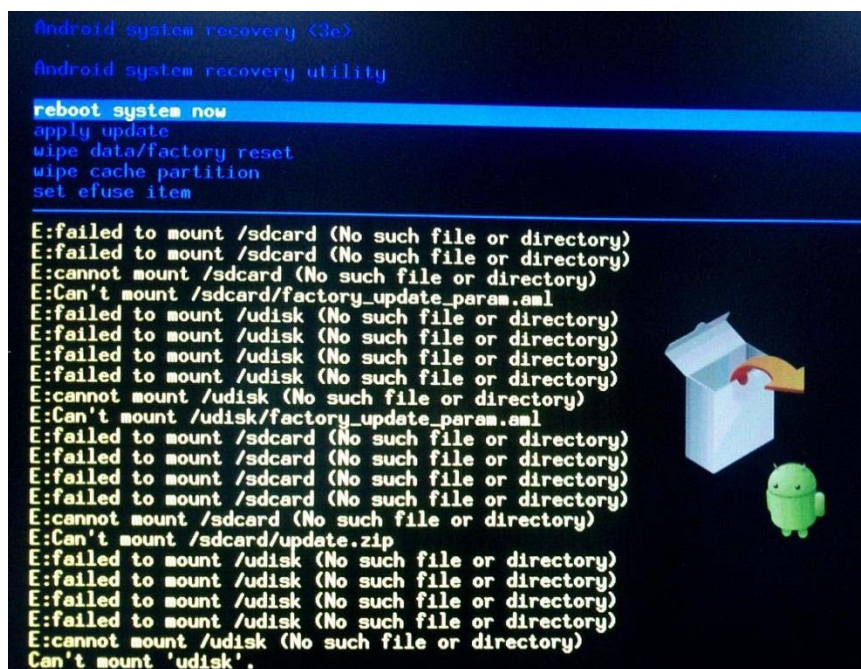 Android system recovery <3e>
Android system recovery utility
reboot system now
apply update
wipe data/factory reset
wipe cache partition
set efuse item
E:failed to mount /sdcard (No such file or directory)
E:failed to mount /sdcard (No such file or directory)
E:cannot mount /sdcard (No such file or directory)
E:Can't mount /sdcard/factory_update_param.aml
E:failed to mount /udisk (No such file or directory)
E:failed to mount /udisk (No such file or directory)
E:failed to mount /udisk (No such file or directory)
E:failed to mount /udisk (No such file or directory)
E:cannot mount /udisk (No such file or directory)
E:Can't mount /udisk/factory_update_param.aml
E:failed to mount /sdcard (No such file or directory)
E:failed to mount /sdcard (No such file or directory)
E:failed to mount /sdcard (No such file or directory)
E:failed to mount /sdcard (No such file or directory)
E:cannot mount /sdcard (No such file or directory)
E:Can't mount /sdcard/update.zip
E:failed to mount /udisk (No such file or directory)
E:failed to mount /udisk (No such file or directory)
E:failed to mount /udisk (No such file or directory)
E:failed to mount /udisk (No such file or directory)
E:cannot mount /udisk (No such file or directory)
Can't mount 'udisk'.